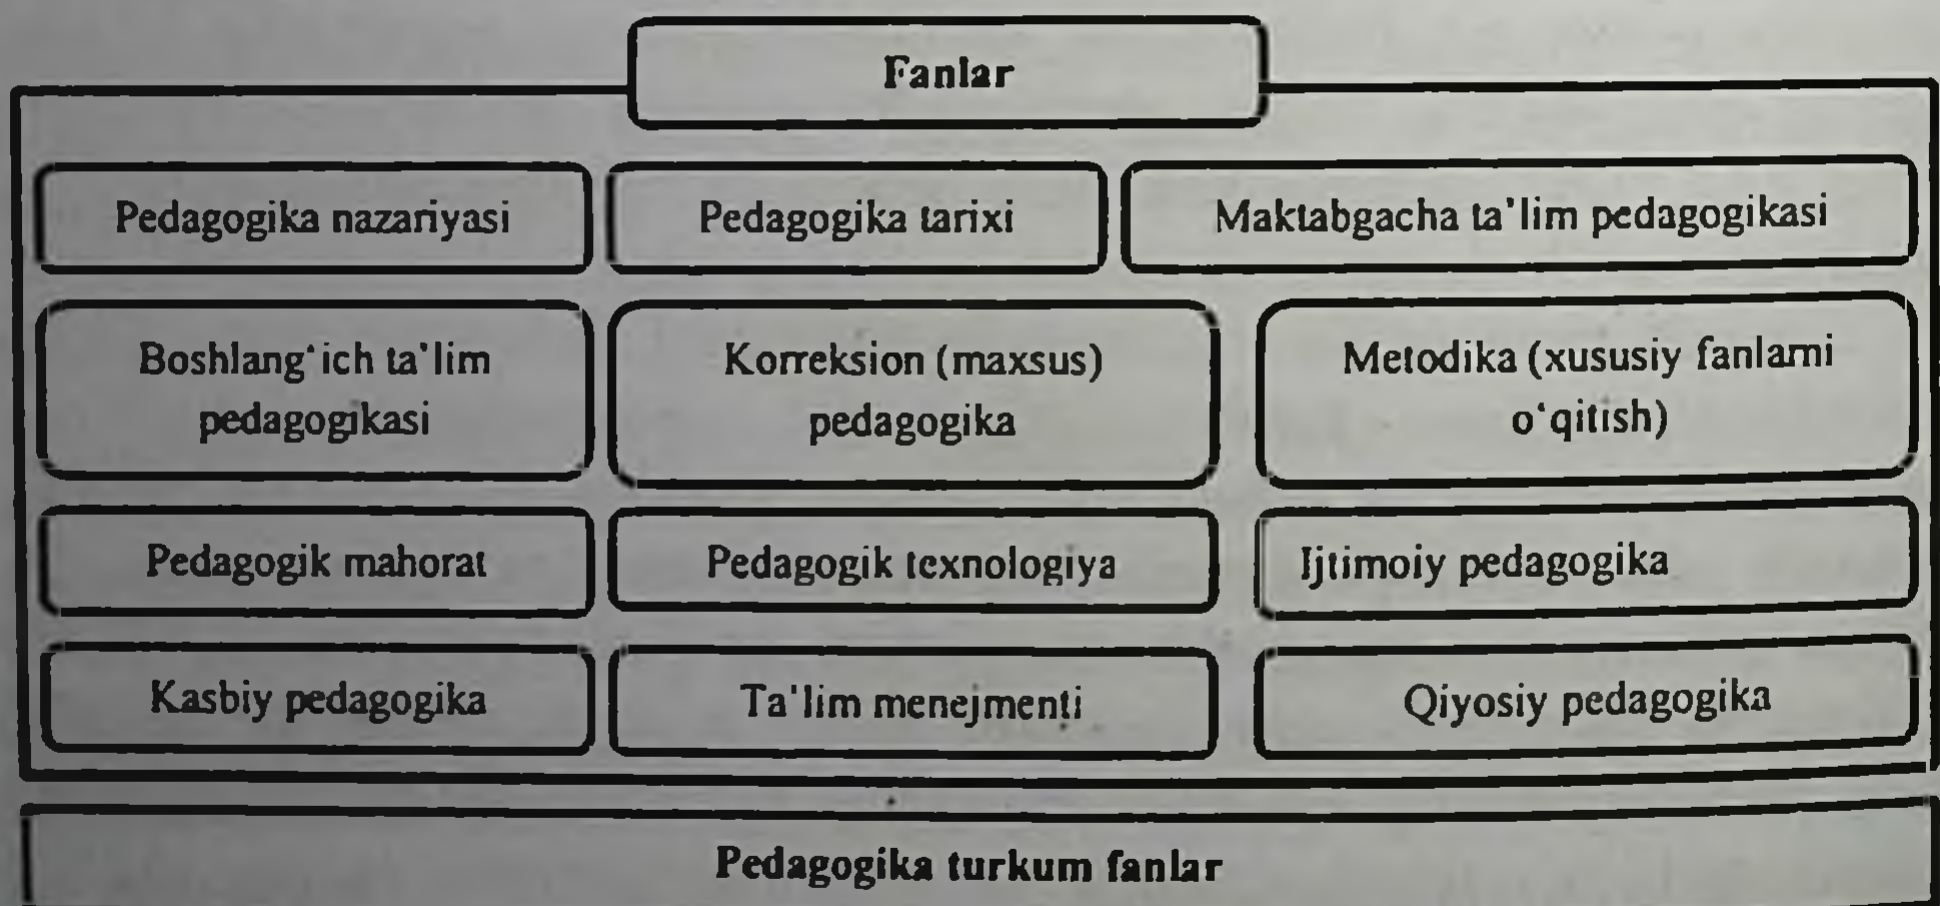 Fanlar
Pedagogika nazariyasi
Pedagogika tarixi
Maktabgacha ta'lim pedagogikasi
Boshlang‘ich ta'lim
pedagogikasi
Korreksion (maxsus)
pedagogika
Metodika (xususiy fanlarni
o‘qitish)
Pedagogik mahorat
Pedagogik texnologiya
Ijtimoiy pedagogika
Kasbiy pedagogika
Ta'lim menejmenti
Qiyosiy pedagogika
Pedagogika turkum fanlar